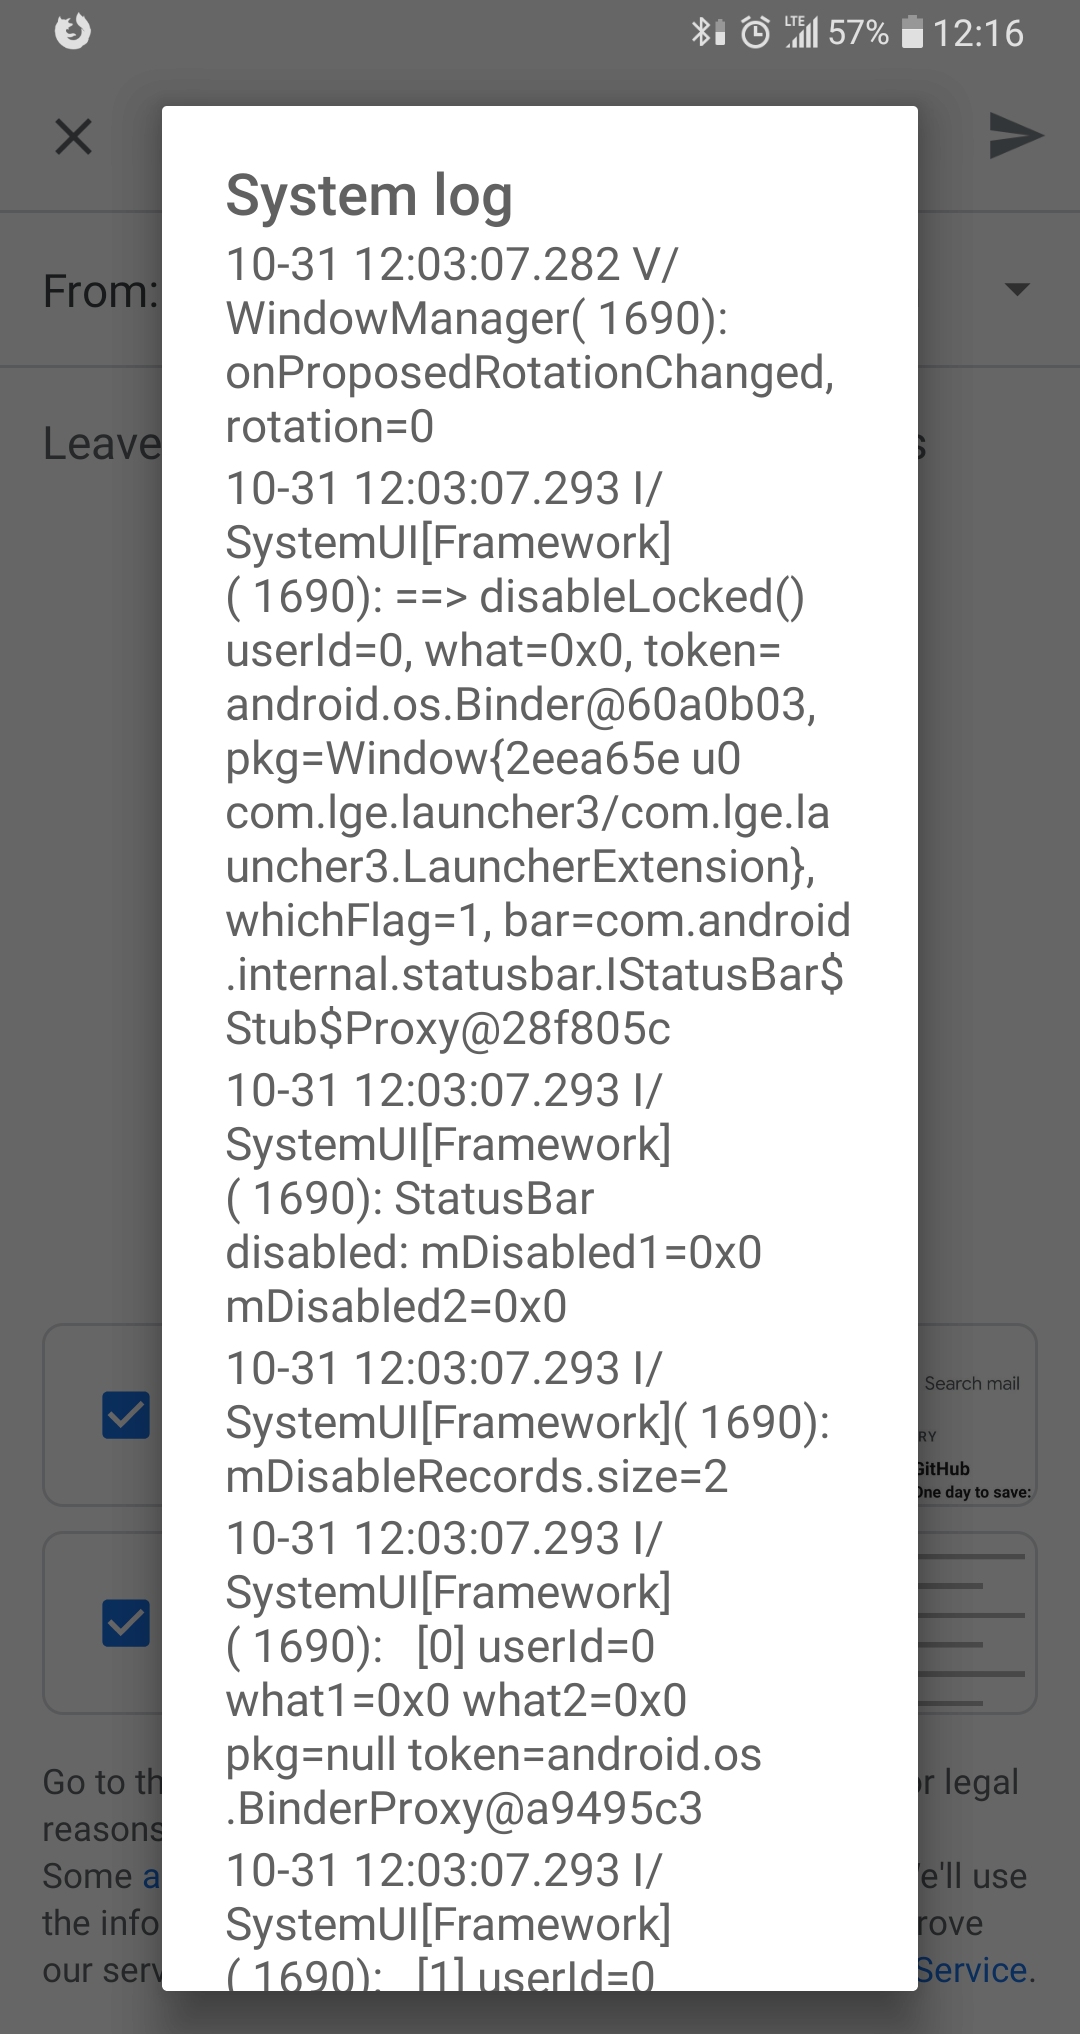 LTE 57% 12:16
System log
10-31 12:03:07.282 V/
WindowManager( 1690):
onProposedRotationChanged,
rotation=0
10-31 12:03:07.293 I/
SystemUI[Framework]
( 1690): ==> disableLocked()
userId=0, what=0x0, token=
android.os.Binder@60a0b03,
pkg=Window{2eea65e u0
com.lge.launcher3/com.lge.la
uncher3.LauncherExtension},
whichFlag=1, bar=com.android
.internal.statusbar.IStatusBar$
Stub$Proxy@28f805c
10-31 12:03:07.293 I/
SystemUI[Framework]
( 1690): StatusBar
disabled: mDisabled1=0x0
mDisabled2=0x0
10-31 12:03:07.293 I/
SystemUI[Framework]( 1690):
mDisableRecords.size=2
10-31 12:03:07.293 I/
SystemUI[Framework]
( 1690):   [0] userId=0
what1=0x0 what2=0x0
pkg=null token=android.os
.BinderProxy@a9495c3
10-31 12:03:07.293 I/
SystemUI[Framework]
( 1690):   [1] userId=0
From:
Leave
Search mail
RY
GitHub
One day to save:
Go to th
r legal
reasons
Some a
e'll use
the info
rove
our serv
Service.